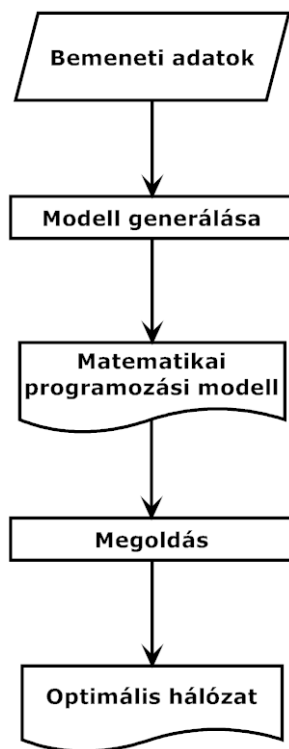 Bemeneti adatok
Modell generálása
Matematikai
programozási modell
Megoldás
Optimális hálózat